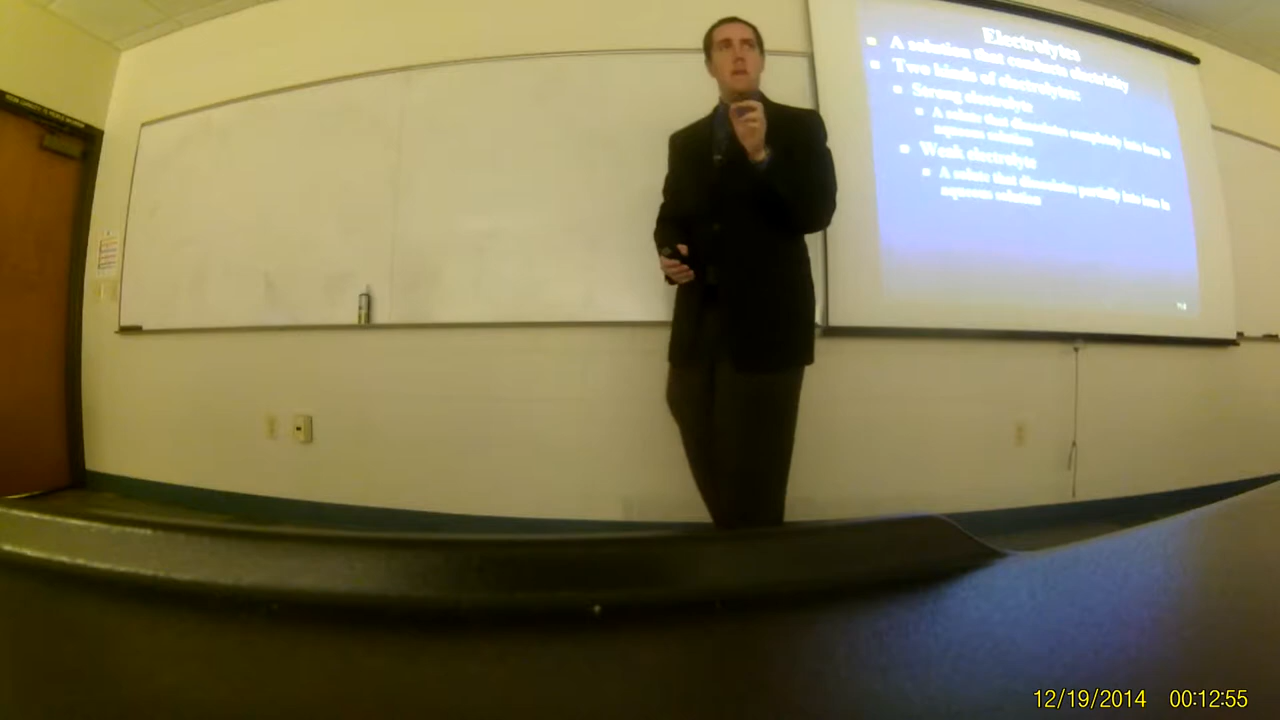 Electrolytes
A solution that conducts electricity
Two kinds of electrolytes:
Strong electrolyte
A solute that dissociates completely into ions in
aqueous solution
Weak electrolyte
A solute that dissociates partially into ions in
aqueous solution
12/19/2014 00:12:55